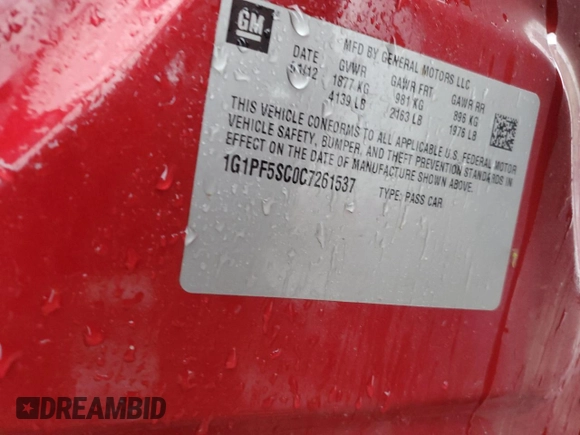 GM
MFD BY GENERAL MOTORS LLC
DATE GVWR GAWR FRT GAWR RR
1877 KG 981 KG 896 KG
4139 LB 2163 LB 1976 LB
THIS VEHICLE CONFORMS TO ALL APPLICABLE U.S. FEDERAL MOTOR
VEHICLE SAFETY, BUMPER, AND THEFT PREVENTION STANDARDS IN
EFFECT ON THE DATE OF MANUFACTURE SHOWN ABOVE.
1G1PF5SC0C7261537 TYPE: PASS CAR
DREAMBID